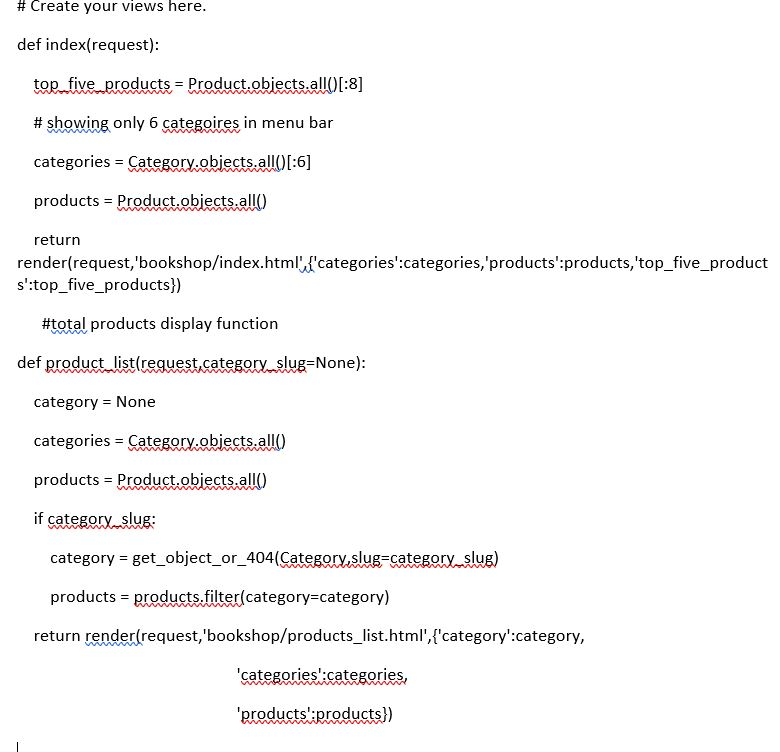 # Create your views here.
def index(request):
top_five_products = Product.objects.all()[:8]
# showing only 6 categoires in menu bar
categories = Category.objects.all()[:6]
products = Product.objects.all()
return
render(request,'bookshop/index.html',{'categories':categories,'products':products,'top_five_product
s':top_five_products})
#total products display function
def product_list(request,category_slug=None):
category = None
categories = Category.objects.all()
products = Product.objects.all()
if category_slug:
category = get_object_or_404(Category,slug=category_slug)
products = products.filter(category=category)
return render(request,'bookshop/products_list.html',{'category':category,
'categories':categories,
'products':products})